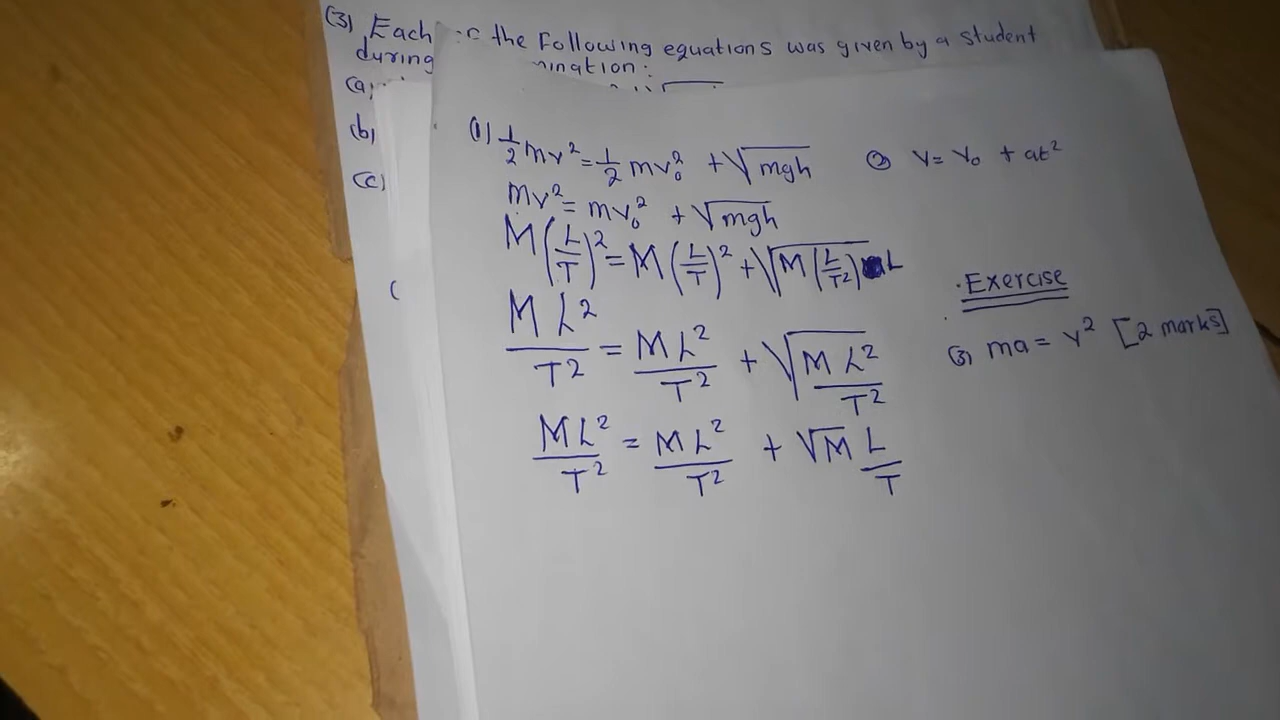 (3) Each the Following equations was given by a student
during mination:
(a)
(b)
(c)
(1) 1/2 mv² = 1/2 mv₀² + √mgh
mv² = mv₀² + √mgh
M(L/T)² = M(L/T)² + √M(L/T²) L
ML²/T² = ML²/T² + √ML²/T²
ML²/T² = ML²/T² + √M L/T
(2) v = v₀ + at²
. Exercise
(3) ma = v² [2 marks]